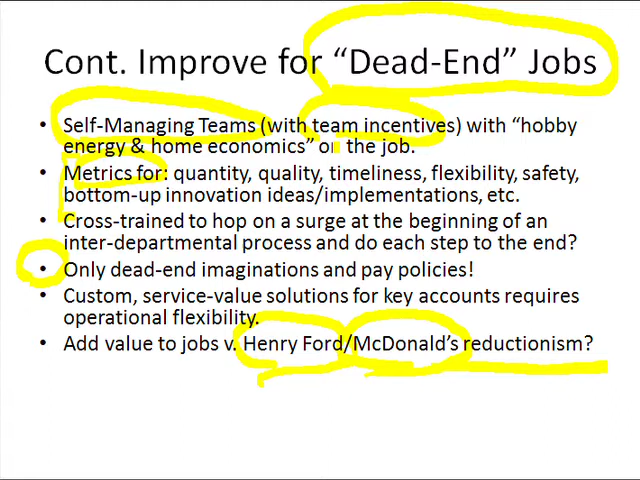 Cont. Improve for “Dead-End” Jobs
• Self-Managing Teams (with team incentives) with “hobby
energy & home economics” on the job.
• Metrics for: quantity, quality, timeliness, flexibility, safety,
bottom-up innovation ideas/implementations, etc.
• Cross-trained to hop on a surge at the beginning of an
inter-departmental process and do each step to the end?
• Only dead-end imaginations and pay policies!
• Custom, service-value solutions for key accounts requires
operational flexibility.
• Add value to jobs v. Henry Ford/McDonald’s reductionism?